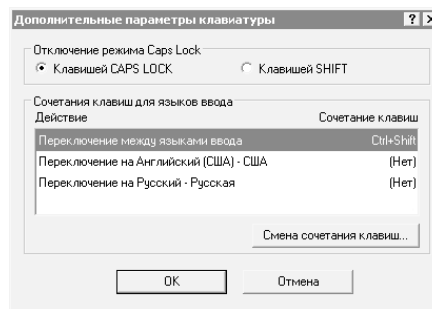 Дополнительные параметры клавиатуры
Отключение режима Caps Lock
Клавишей CAPS LOCK Клавишей SHIFT
Сочетания клавиш для языков ввода
Действие Сочетание клавиш
Переключение между языками ввода Ctrl+Shift
Переключение на Английский (США) - США (Нет)
Переключение на Русский - Русская (Нет)
Смена сочетания клавиш...
OK Отмена